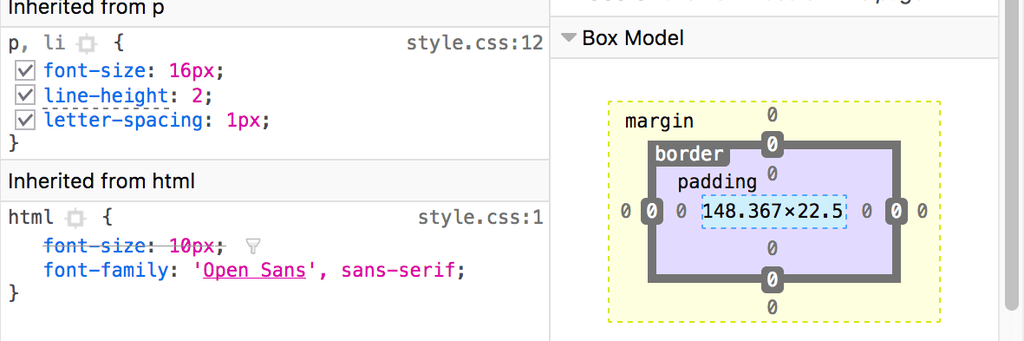 Inherited from p
p, li {
style.css:12
font-size: 16px;
line-height: 2;
letter-spacing: 1px;
}
Inherited from html
html {
style.css:1
font-size: 10px;
font-family: 'Open Sans', sans-serif;
}
Box Model
margin
0
border
0
padding
0
0 0 0 148.367×22.5 0 0 0
0
0
0